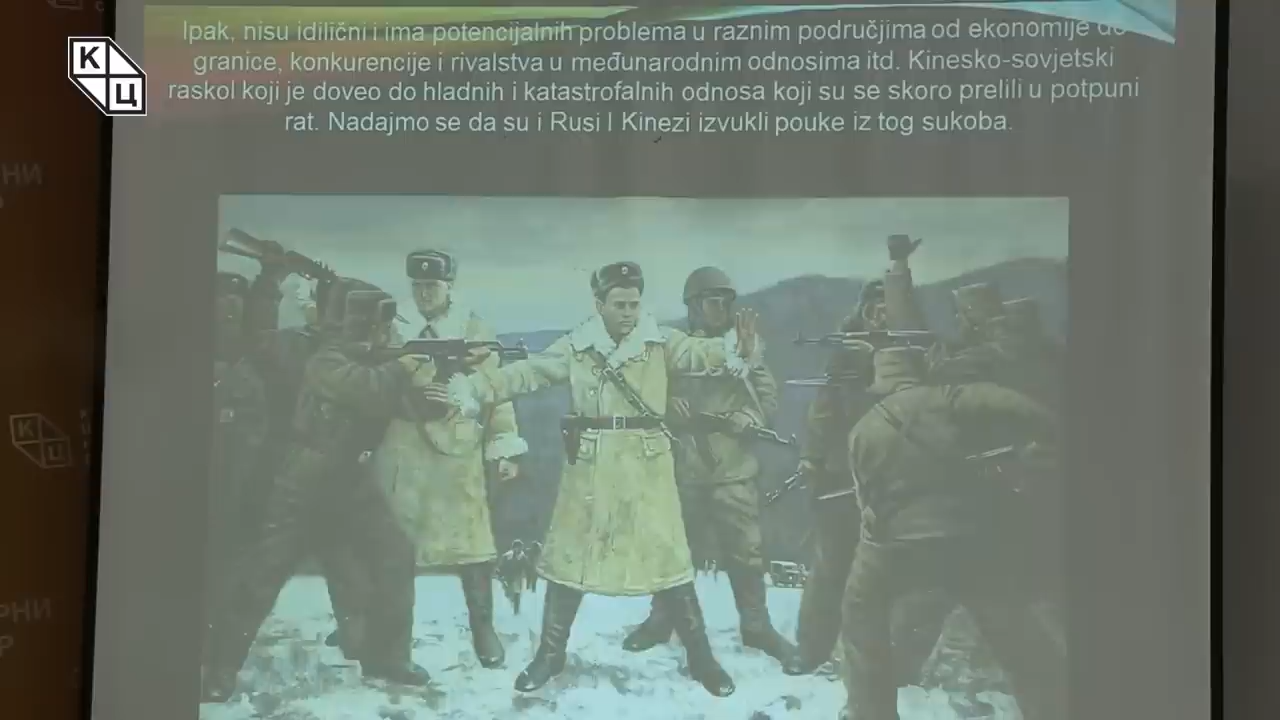 Ipak, nisu idilični i ima potencijalnih problema u raznim područjima od ekonomije do
granice, konkurencije i rivalstva u međunarodnim odnosima itd. Kinesko-sovjetski
raskol koji je doveo do hladnih i katastrofalnih odnosa koji su se skoro prelili u potpuni
rat. Nadajmo se da su i Rusi I Kinezi izvukli pouke iz tog sukoba.
К
Ц
НИ
К
Ц
РНИ
Р